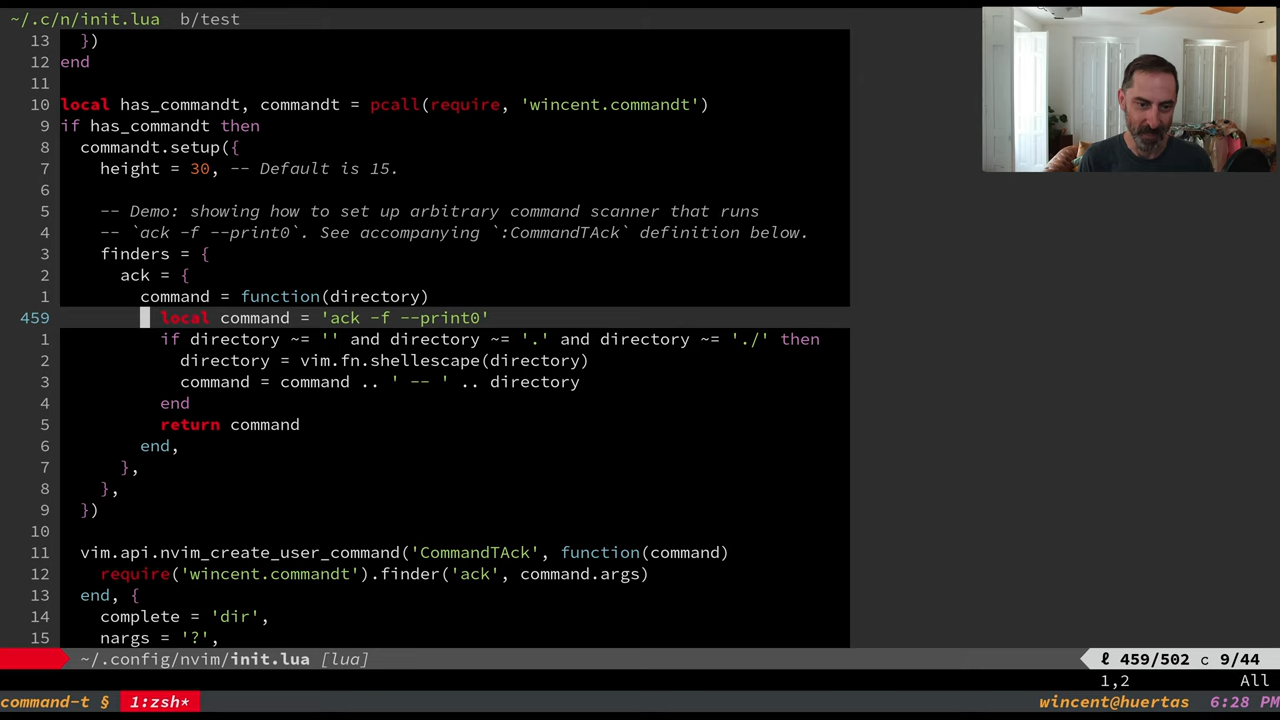 ~/.c/n/init.lua  b/test
13   })
12 end
11
10 local has_commandt, commandt = pcall(require, 'wincent.commandt')
9 if has_commandt then
8   commandt.setup({
7     height = 30, -- Default is 15.
6
5     -- Demo: showing how to set up arbitrary command scanner that runs
4     -- `ack -f --print0`. See accompanying `:CommandTAck` definition below.
3     finders = {
2       ack = {
1         command = function(directory)
459           local command = 'ack -f --print0'
1           if directory ~= '' and directory ~= '.' and directory ~= './' then
2             directory = vim.fn.shellescape(directory)
3             command = command .. ' -- ' .. directory
4           end
5           return command
6         end,
7       },
8     },
9   })
10
11   vim.api.nvim_create_user_command('CommandTAck', function(command)
12     require('wincent.commandt').finder('ack', command.args)
13   end, {
14     complete = 'dir',
15     nargs = '?',
~/.config/nvim/init.lua [lua] ℓ 459/502 c 9/44
1,2 All
command-t § 1:zsh* wincent@huertas 6:28 PM